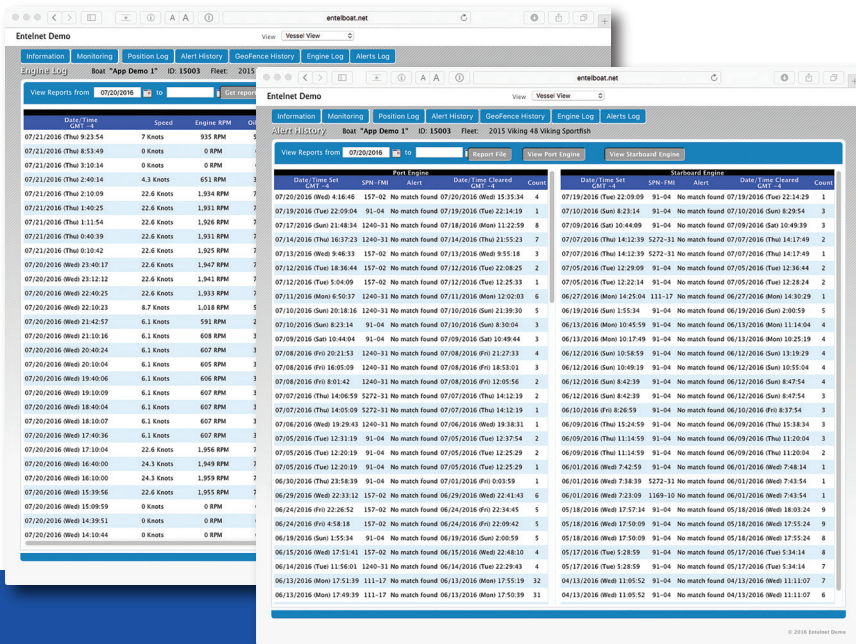 entelboat.net
Entelnet Demo View Vessel View
Information Monitoring Position Log Alert History GeoFence History Engine Log Alerts Log
Engine Log Boat "App Demo 1" ID: 15003 Fleet: 2015
View Reports from 07/20/2016 to Get report
Date/Time GMT -4 Speed Engine RPM
07/21/2016 (Thu) 9:23:54 7 Knots 935 RPM
07/21/2016 (Thu) 8:53:49 0 Knots 0 RPM
07/21/2016 (Thu) 3:10:14 0 Knots 0 RPM
07/21/2016 (Thu) 2:40:14 4.3 Knots 651 RPM
07/21/2016 (Thu) 2:10:09 22.6 Knots 1,934 RPM
07/21/2016 (Thu) 1:40:25 22.6 Knots 1,931 RPM
07/21/2016 (Thu) 1:11:54 22.6 Knots 1,926 RPM
07/21/2016 (Thu) 0:40:39 22.6 Knots 1,931 RPM
07/21/2016 (Thu) 0:10:42 22.6 Knots 1,925 RPM
07/20/2016 (Wed) 23:40:17 22.6 Knots 1,947 RPM
07/20/2016 (Wed) 23:12:12 22.6 Knots 1,941 RPM
07/20/2016 (Wed) 22:40:25 22.6 Knots 1,933 RPM
07/20/2016 (Wed) 22:10:23 8.7 Knots 1,018 RPM
07/20/2016 (Wed) 21:42:57 6.1 Knots 591 RPM
07/20/2016 (Wed) 21:10:16 6.1 Knots 608 RPM
07/20/2016 (Wed) 20:40:24 6.1 Knots 607 RPM
07/20/2016 (Wed) 20:10:04 6.1 Knots 605 RPM
07/20/2016 (Wed) 19:40:06 6.1 Knots 606 RPM
07/20/2016 (Wed) 19:10:09 6.1 Knots 607 RPM
07/20/2016 (Wed) 18:40:04 6.1 Knots 607 RPM
07/20/2016 (Wed) 18:10:07 6.1 Knots 607 RPM
07/20/2016 (Wed) 17:40:36 6.1 Knots 607 RPM
07/20/2016 (Wed) 17:10:04 22.6 Knots 1,956 RPM
07/20/2016 (Wed) 16:40:00 24.3 Knots 1,949 RPM
07/20/2016 (Wed) 16:10:00 24.3 Knots 1,959 RPM
07/20/2016 (Wed) 15:39:56 22.6 Knots 1,955 RPM
07/20/2016 (Wed) 15:09:59 0 Knots 0 RPM
07/20/2016 (Wed) 14:39:51 0 Knots 0 RPM
07/20/2016 (Wed) 14:10:44 0 Knots 0 RPM
entelboat.net
Entelnet Demo View Vessel View
Information Monitoring Position Log Alert History GeoFence History Engine Log Alerts Log
Alert History Boat "App Demo 1" ID: 15003 Fleet: 2015 Viking 48 Viking Sportfish
View Reports from 07/20/2016 to Report File View Port Engine View Starboard Engine
Port Engine
Date/Time Set GMT -4 SPN-FMI Alert Date/Time Cleared GMT -4 Count
07/20/2016 (Wed) 4:16:46 157-02 No match found 07/20/2016 (Wed) 15:35:34 4
07/19/2016 (Tue) 22:09:04 91-04 No match found 07/19/2016 (Tue) 22:14:19 1
07/17/2016 (Sun) 21:48:34 1240-31 No match found 07/18/2016 (Mon) 11:22:59 8
07/14/2016 (Thu) 16:37:23 1240-31 No match found 07/14/2016 (Thu) 21:55:23 7
07/13/2016 (Wed) 9:46:33 157-02 No match found 07/13/2016 (Wed) 9:55:18 3
07/12/2016 (Tue) 18:36:44 157-02 No match found 07/12/2016 (Tue) 22:08:25 2
07/12/2016 (Tue) 5:04:09 157-02 No match found 07/12/2016 (Tue) 12:25:33 1
07/11/2016 (Mon) 6:50:37 1240-31 No match found 07/11/2016 (Mon) 12:02:03 6
07/10/2016 (Sun) 20:18:16 1240-31 No match found 07/10/2016 (Sun) 21:39:30 5
07/10/2016 (Sun) 8:23:14 91-04 No match found 07/10/2016 (Sun) 8:30:04 3
07/09/2016 (Sat) 10:44:04 91-04 No match found 07/09/2016 (Sat) 10:49:44 3
07/08/2016 (Fri) 20:21:53 1240-31 No match found 07/08/2016 (Fri) 21:27:33 4
07/08/2016 (Fri) 16:05:09 1240-31 No match found 07/08/2016 (Fri) 18:53:01 3
07/08/2016 (Fri) 8:01:42 1240-31 No match found 07/08/2016 (Fri) 12:05:56 2
07/07/2016 (Thu) 14:06:59 5272-31 No match found 07/07/2016 (Thu) 14:12:19 2
07/07/2016 (Thu) 14:05:09 5272-31 No match found 07/07/2016 (Thu) 14:12:19 1
07/06/2016 (Wed) 19:29:43 1240-31 No match found 07/06/2016 (Wed) 19:38:31 1
07/05/2016 (Tue) 12:31:19 91-04 No match found 07/05/2016 (Tue) 12:37:54 2
07/05/2016 (Tue) 12:20:19 91-04 No match found 07/05/2016 (Tue) 12:25:29 2
07/05/2016 (Tue) 12:20:19 91-04 No match found 07/05/2016 (Tue) 12:25:29 1
06/30/2016 (Thu) 23:58:39 91-04 No match found 07/01/2016 (Fri) 0:03:59 1
06/29/2016 (Wed) 22:33:12 157-02 No match found 06/29/2016 (Wed) 22:41:43 6
06/24/2016 (Fri) 22:26:52 157-02 No match found 06/24/2016 (Fri) 22:34:45 5
06/24/2016 (Fri) 4:58:18 157-02 No match found 06/24/2016 (Fri) 22:09:42 5
06/19/2016 (Sun) 1:55:34 91-04 No match found 06/19/2016 (Sun) 2:00:59 5
06/15/2016 (Wed) 17:51:41 157-02 No match found 06/15/2016 (Wed) 22:48:10 4
06/14/2016 (Tue) 11:56:01 1240-31 No match found 06/14/2016 (Tue) 22:29:43 4
06/13/2016 (Mon) 17:51:39 111-17 No match found 06/13/2016 (Mon) 17:55:19 32
06/13/2016 (Mon) 17:49:39 111-17 No match found 06/13/2016 (Mon) 17:50:39 31
Starboard Engine
Date/Time Set GMT -4 SPN-FMI Alert Date/Time Cleared GMT -4 Count
07/19/2016 (Tue) 22:09:09 91-04 No match found 07/19/2016 (Tue) 22:14:29 1
07/10/2016 (Sun) 8:23:14 91-04 No match found 07/10/2016 (Sun) 8:29:54 3
07/09/2016 (Sat) 10:44:09 91-04 No match found 07/09/2016 (Sat) 10:49:39 3
07/07/2016 (Thu) 14:12:39 5272-31 No match found 07/07/2016 (Thu) 14:17:49 2
07/07/2016 (Thu) 14:12:39 5272-31 No match found 07/07/2016 (Thu) 14:17:49 1
07/05/2016 (Tue) 12:29:09 91-04 No match found 07/05/2016 (Tue) 12:36:44 2
07/05/2016 (Tue) 12:22:14 91-04 No match found 07/05/2016 (Tue) 12:28:24 2
06/27/2016 (Mon) 14:25:04 111-17 No match found 06/27/2016 (Mon) 14:30:29 1
06/19/2016 (Sun) 1:55:34 91-04 No match found 06/19/2016 (Sun) 2:00:59 5
06/13/2016 (Mon) 10:45:59 91-04 No match found 06/13/2016 (Mon) 11:14:04 4
06/13/2016 (Mon) 10:17:49 91-04 No match found 06/13/2016 (Mon) 10:25:19 4
06/12/2016 (Sun) 10:58:59 91-04 No match found 06/12/2016 (Sun) 13:19:29 4
06/12/2016 (Sun) 10:49:19 91-04 No match found 06/12/2016 (Sun) 10:55:04 4
06/12/2016 (Sun) 8:42:39 91-04 No match found 06/12/2016 (Sun) 8:47:54 4
06/12/2016 (Sun) 8:42:39 91-04 No match found 06/12/2016 (Sun) 8:47:54 3
06/10/2016 (Fri) 8:26:59 91-04 No match found 06/10/2016 (Fri) 8:37:54 3
06/09/2016 (Thu) 15:24:59 91-04 No match found 06/09/2016 (Thu) 15:38:34 3
06/09/2016 (Thu) 11:14:59 91-04 No match found 06/09/2016 (Thu) 11:20:04 3
06/09/2016 (Thu) 11:14:59 91-04 No match found 06/09/2016 (Thu) 11:20:04 2
06/01/2016 (Wed) 7:42:59 91-04 No match found 06/01/2016 (Wed) 7:48:14 1
06/01/2016 (Wed) 7:38:39 5272-31 No match found 06/01/2016 (Wed) 7:43:54 1
06/01/2016 (Wed) 7:23:09 1169-10 No match found 06/01/2016 (Wed) 7:43:54 1
05/18/2016 (Wed) 17:57:14 91-04 No match found 05/18/2016 (Wed) 18:03:24 9
05/18/2016 (Wed) 17:50:09 91-04 No match found 05/18/2016 (Wed) 17:55:24 9
05/18/2016 (Wed) 17:50:09 91-04 No match found 05/18/2016 (Wed) 17:55:24 8
05/17/2016 (Tue) 5:28:59 91-04 No match found 05/17/2016 (Tue) 5:34:14 8
05/17/2016 (Tue) 5:28:59 91-04 No match found 05/17/2016 (Tue) 5:34:14 7
04/13/2016 (Wed) 11:05:52 91-04 No match found 04/13/2016 (Wed) 11:11:07 7
04/13/2016 (Wed) 11:05:52 91-04 No match found 04/13/2016 (Wed) 11:11:07 6
© 2016 Entelnet Demo